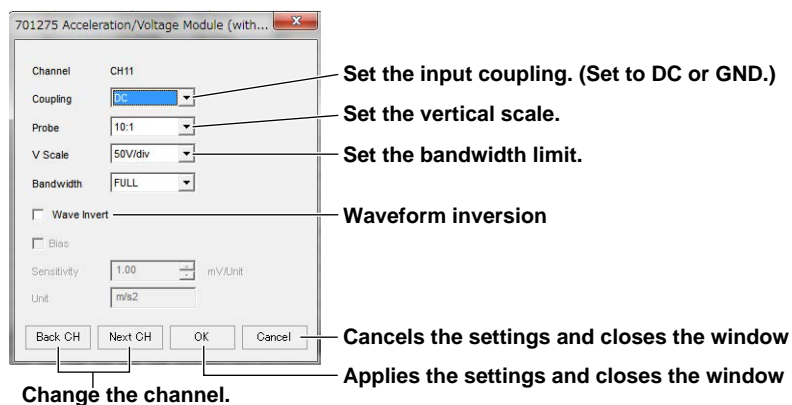 701275 Acceleration/Voltage Module (with...
Channel CH11
Coupling DC
Set the input coupling. (Set to DC or GND.)
Probe 10:1
Set the vertical scale.
V Scale 50V/div
Set the bandwidth limit.
Bandwidth FULL
Wave Invert
Waveform inversion
Bias
Sensitivity 1.00 mV/Unit
Unit m/s2
Back CH Next CH OK Cancel
Cancels the settings and closes the window
Applies the settings and closes the window
Change the channel.